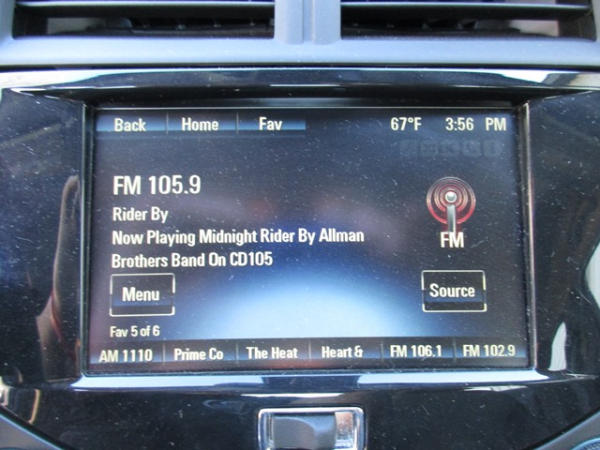 Back Home Fav 67°F 3:56 PM
FM 105.9
Rider By
Now Playing Midnight Rider By Allman
Brothers Band On CD105
FM
Menu
Source
Fav 5 of 6
AM 1110 Prime Co The Heat Heart & FM 106.1 FM 102.9